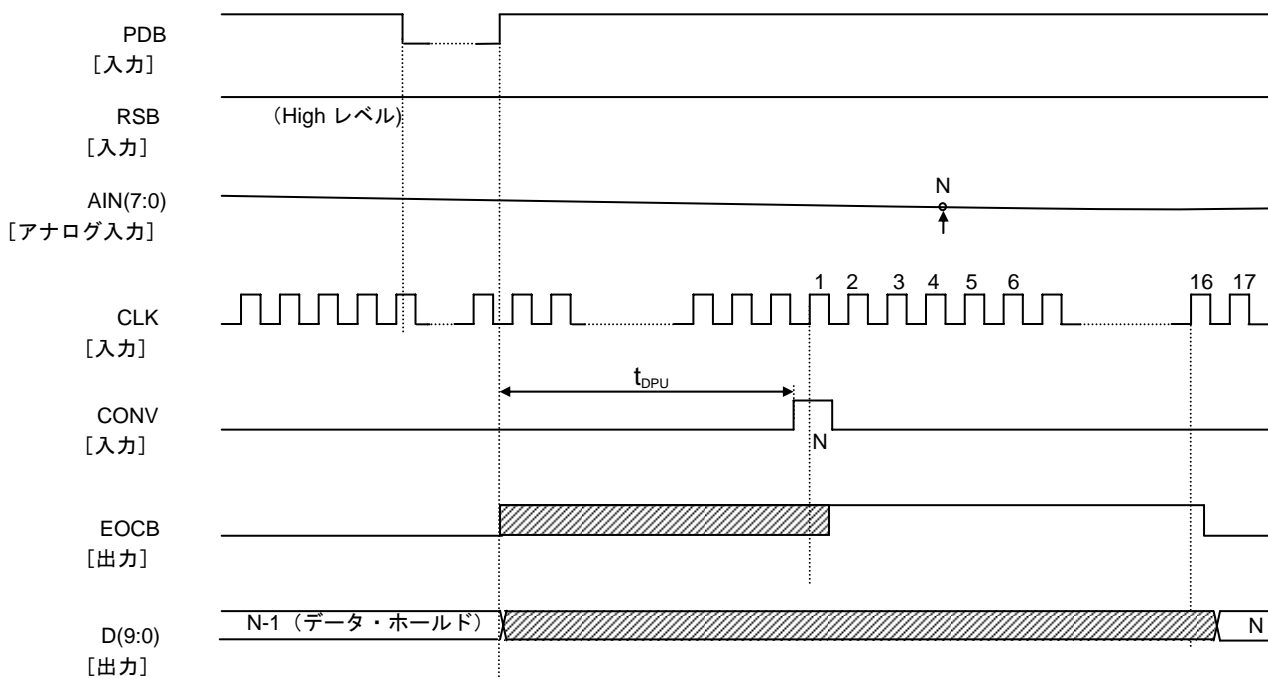 PDB
［入力］
RSB
［入力］
（High レベル)
AIN(7:0)
［アナログ入力］
N
CLK
［入力］
1 2 3 4 5 6 16 17
CONV
［入力］
tDPU
N
EOCB
［出力］
D(9:0)
［出力］
N-1（データ・ホールド）
N